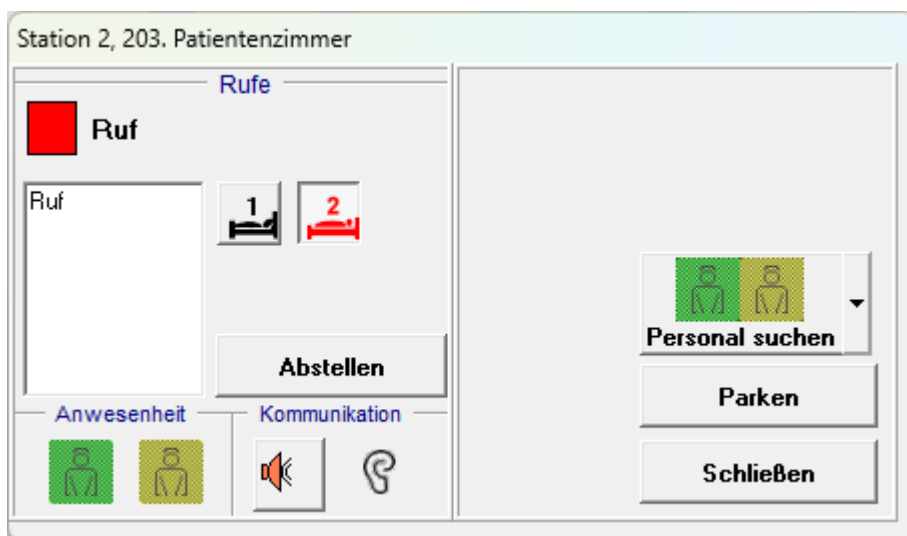 Station 2, 203. Patientenzimmer
Rufe
Ruf
Ruf
1
2
Abstellen
Anwesenheit
Kommunikation
Personal suchen
Parken
Schließen